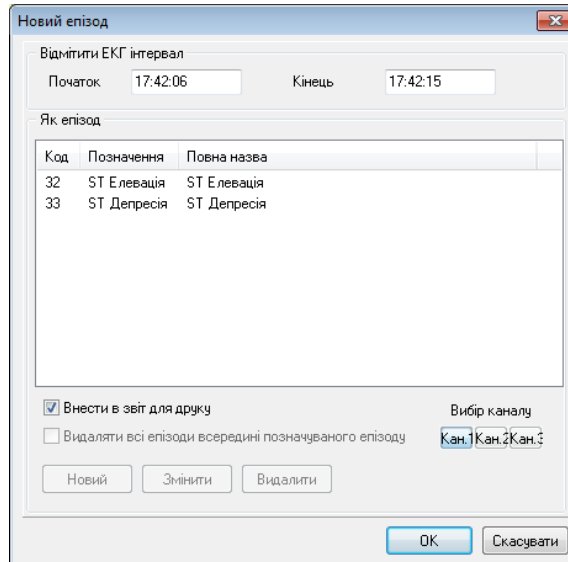 Новий епізод
Відмітити ЕКГ інтервал
Початок 17:42:06 Кінець 17:42:15
Як епізод
Код Позначення Повна назва
32 ST Елевація ST Елевація
33 ST Депресія ST Депресія
Внести в звіт для друку Вибір каналу
Видаляти всі епізоди всередині позначуваного епізоду Кан.1 Кан.2 Кан.3
Новий Змінити Видалити
OK Скасувати